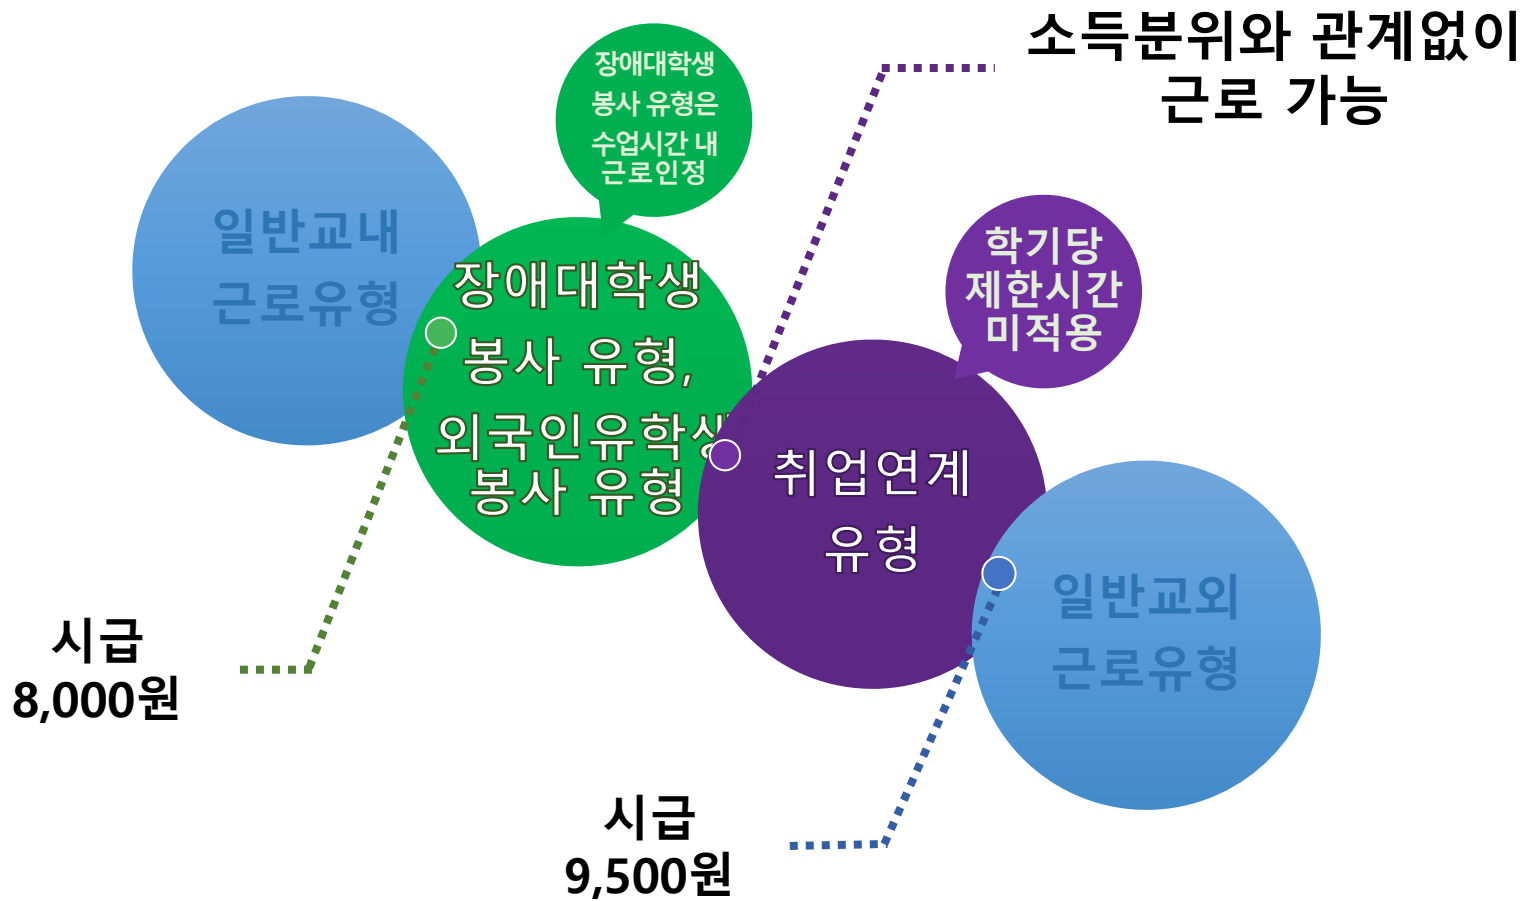 소득분위와 관계없이
근로 가능
장애대학생
봉사 유형은
수업시간 내
근로인정
일반교내
근로유형
장애대학생
봉사 유형,
외국인유학생
봉사 유형
학기당
제한시간
미적용
취업연계
유형
일반교외
근로유형
시급
8,000원
시급
9,500원